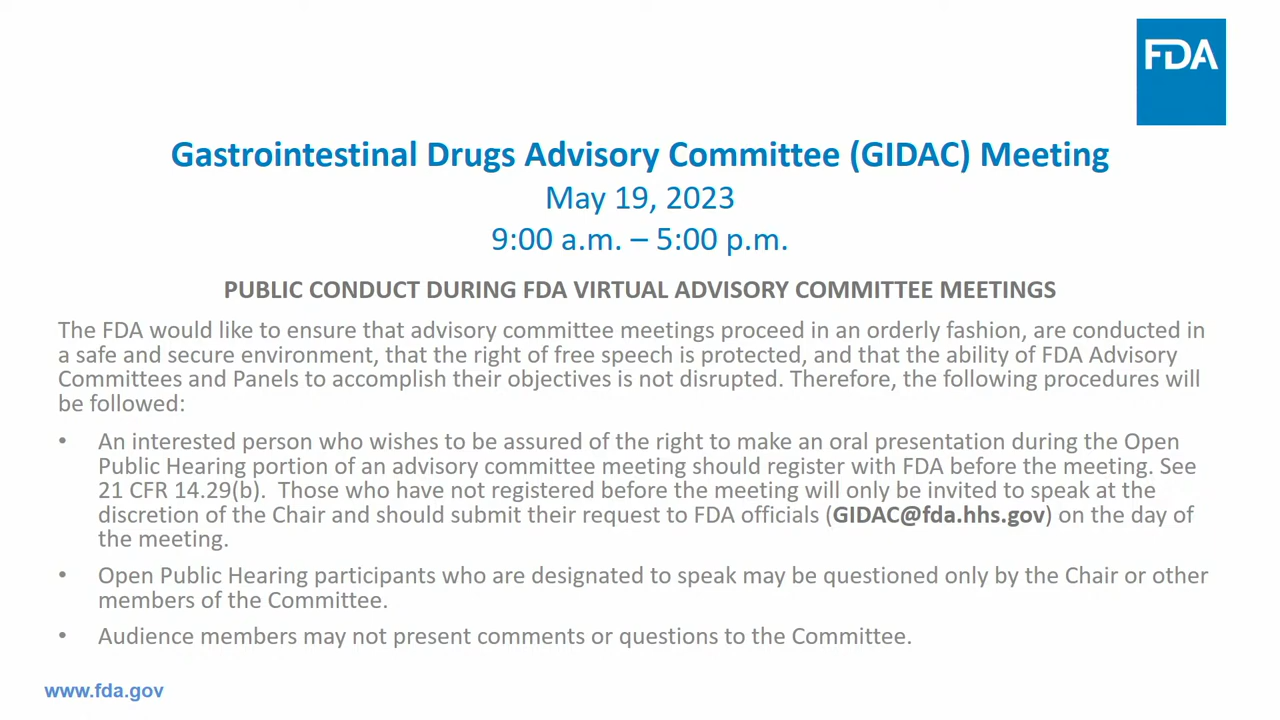 FDA
Gastrointestinal Drugs Advisory Committee (GIDAC) Meeting
May 19, 2023
9:00 a.m. – 5:00 p.m.
PUBLIC CONDUCT DURING FDA VIRTUAL ADVISORY COMMITTEE MEETINGS
The FDA would like to ensure that advisory committee meetings proceed in an orderly fashion, are conducted in
a safe and secure environment, that the right of free speech is protected, and that the ability of FDA Advisory
Committees and Panels to accomplish their objectives is not disrupted. Therefore, the following procedures will
be followed:
• An interested person who wishes to be assured of the right to make an oral presentation during the Open
Public Hearing portion of an advisory committee meeting should register with FDA before the meeting. See
21 CFR 14.29(b).  Those who have not registered before the meeting will only be invited to speak at the
discretion of the Chair and should submit their request to FDA officials (GIDAC@fda.hhs.gov) on the day of
the meeting.
• Open Public Hearing participants who are designated to speak may be questioned only by the Chair or other
members of the Committee.
• Audience members may not present comments or questions to the Committee.
www.fda.gov